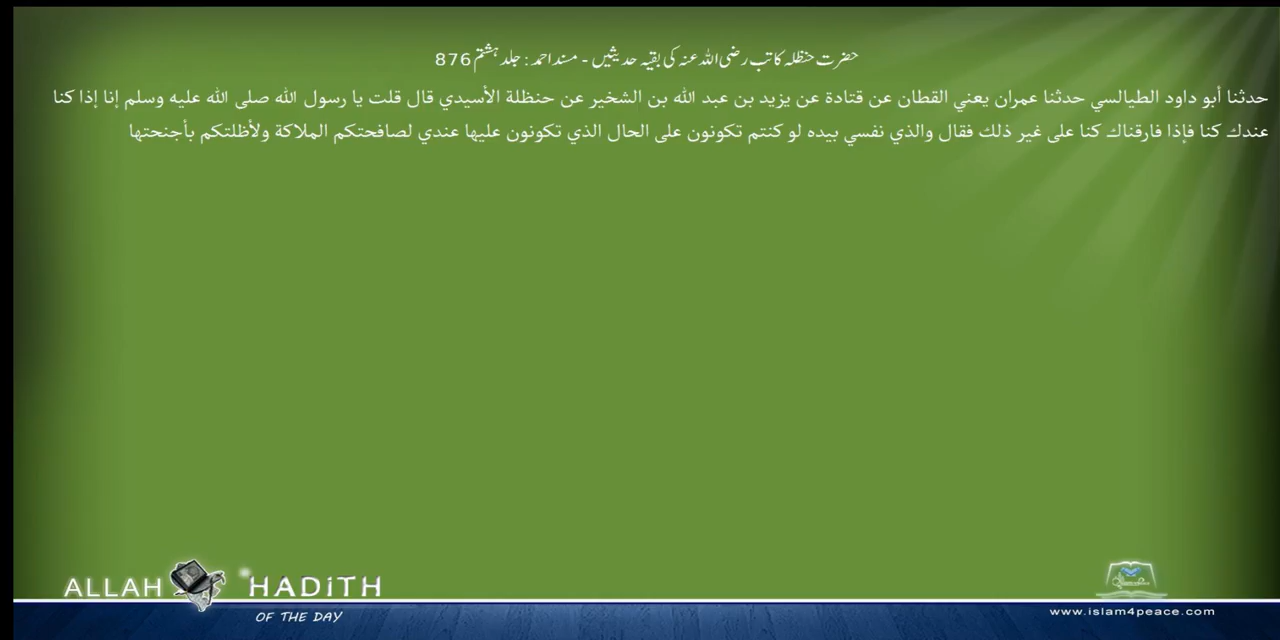 حضرت حنظلہ کاتب رضی اللہ عنہ کی بقیہ حدیثیں - مسند احمد : جلد ہشتم 876
حدثنا أبو داود الطيالسي حدثنا عمران يعني القطان عن قتادة عن يزيد بن عبد الله بن الشخير عن حنظلة الأسيدي قال قلت يا رسول الله صلى الله عليه وسلم إنا إذا كنا
عندك كنا فإذا فارقناك كنا على غير ذلك فقال والذي نفسي بيده لو كنتم تكونون على الحال الذي تكونون عليها عندي لصافحتكم الملاكة ولأظلتكم بأجنحتها
ALLAH HADITH
OF THE DAY
www.islam4peace.com